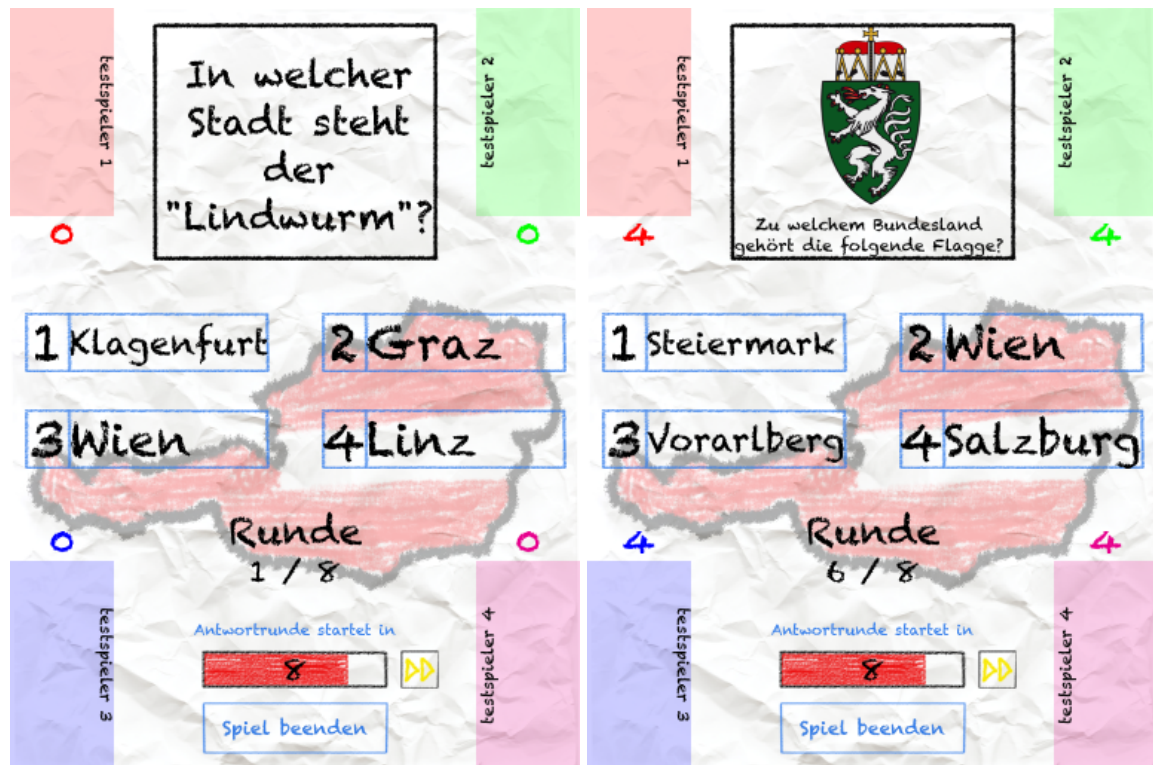 testspieler 1
In welcher
Stadt steht
der
"Lindwurm"?
testspieler 2
0
0
1 Klagenfurt
2 Graz
3 Wien
4 Linz
0
Runde
0
1 / 8
testspieler 3
Antwortrunde startet in
8
testspieler 4
Spiel beenden
testspieler 1
Zu welchem Bundesland
gehört die folgende Flagge?
testspieler 2
4
4
1 Steiermark
2 Wien
3 Vorarlberg
4 Salzburg
4
Runde
4
6 / 8
testspieler 3
Antwortrunde startet in
8
testspieler 4
Spiel beenden